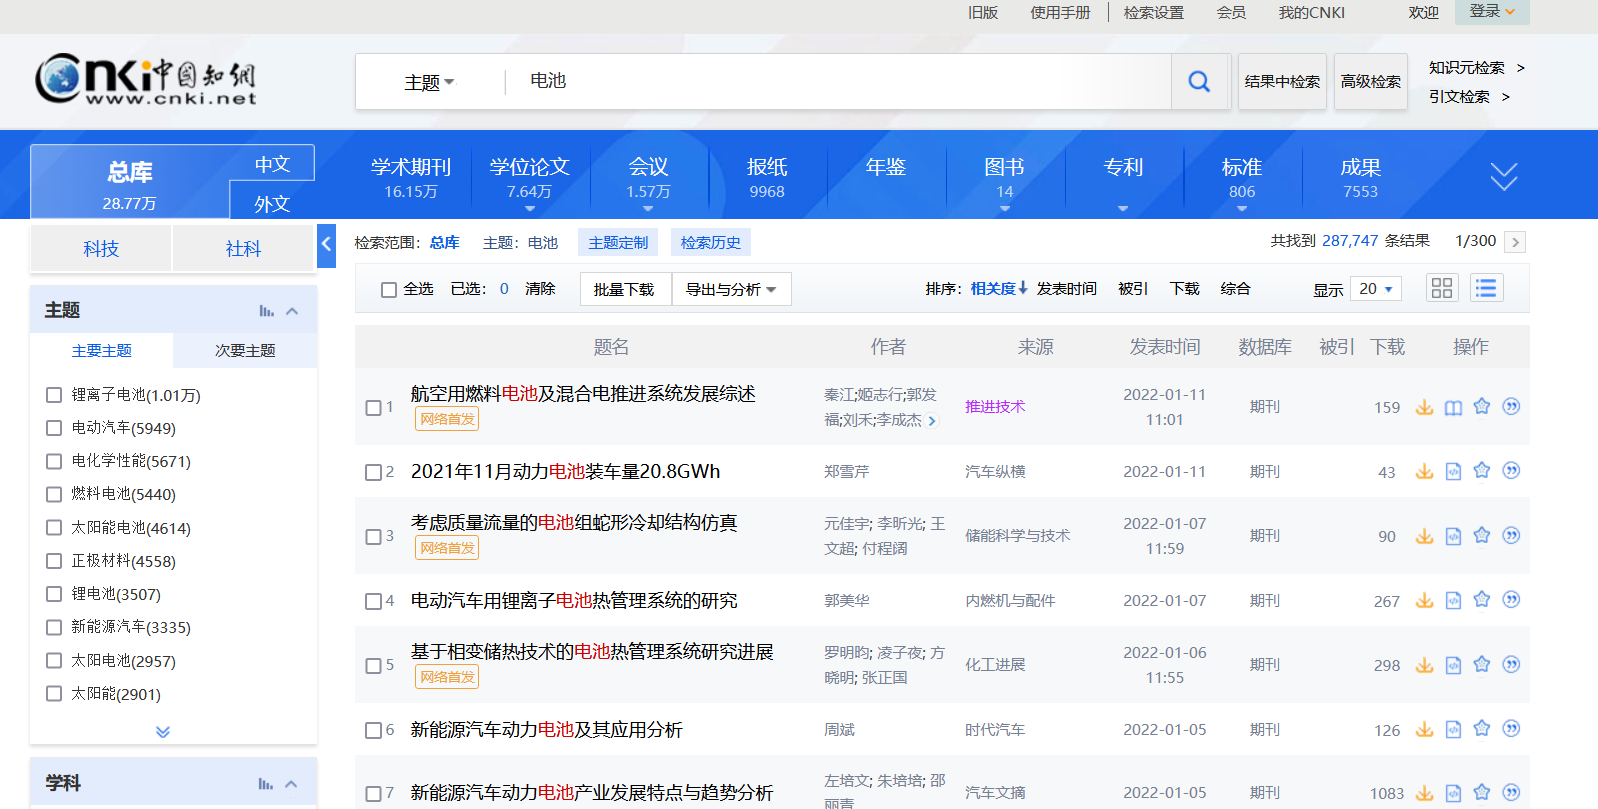 旧版 使用手册 检索设置 会员 我的CNKI 欢迎 登录
cnki中国知网
www.cnki.net
主题 电池 结果中检索 高级检索
知识元检索 >
引文检索 >
总库 28.77万 中文 外文
学术期刊 16.15万
学位论文 7.64万
会议 1.57万
报纸 9968
年鉴
图书 14
专利
标准 806
成果 7553
科技 社科
检索范围：总库 主题：电池 主题定制 检索历史 共找到 287,747 条结果 1/300 >
全选 已选：0 清除 批量下载 导出与分析 排序：相关度 发表时间 被引 下载 综合 显示 20
主题
主要主题 次要主题
锂离子电池(1.01万)
电动汽车(5949)
电化学性能(5671)
燃料电池(5440)
太阳能电池(4614)
正极材料(4558)
锂电池(3507)
新能源汽车(3335)
太阳电池(2957)
太阳能(2901)
学科
题名 作者 来源 发表时间 数据库 被引 下载 操作
1 航空用燃料电池及混合电推进系统发展综述 网络首发 秦江;姬志行;郭发福;刘禾;李成杰 推进技术 2022-01-11 11:01 期刊 159
2 2021年11月动力电池装车量20.8GWh 郑雪芹 汽车纵横 2022-01-11 期刊 43
3 考虑质量流量的电池组蛇形冷却结构仿真 网络首发 元佳宇; 李昕光; 王文超; 付程阔 储能科学与技术 2022-01-07 11:59 期刊 90
4 电动汽车用锂离子电池热管理系统的研究 郭美华 内燃机与配件 2022-01-07 期刊 267
5 基于相变储热技术的电池热管理系统研究进展 网络首发 罗明昀; 凌子夜; 方晓明; 张正国 化工进展 2022-01-06 11:55 期刊 298
6 新能源汽车动力电池及其应用分析 周斌 时代汽车 2022-01-05 期刊 126
7 新能源汽车动力电池产业发展特点与趋势分析 左培文; 朱培培; 邵丽青 汽车文摘 2022-01-05 期刊 1083